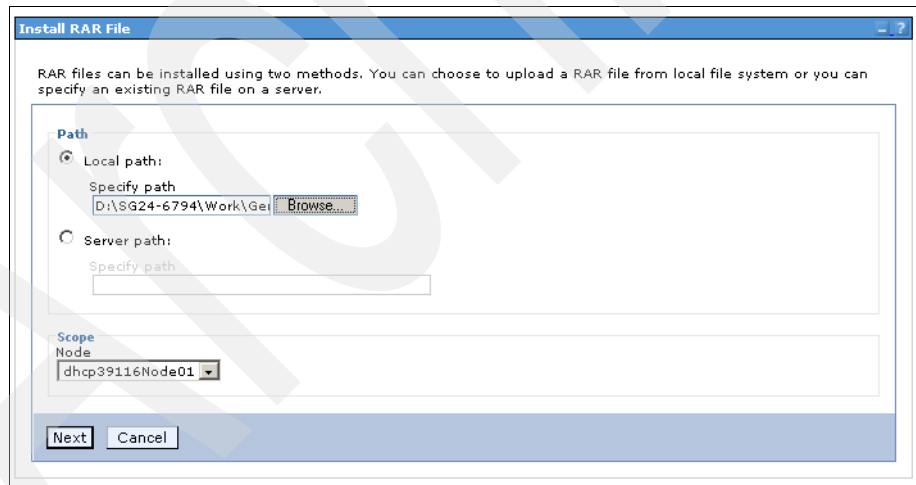 Install RAR File
RAR files can be installed using two methods. You can choose to upload a RAR file from local file system or you can
specify an existing RAR file on a server.
Path
Local path:
Specify path
D:\SG24-6794\Work\Ge Browse...
Server path:
Specify path
Scope
Node
dhcp39116Node01
Next Cancel